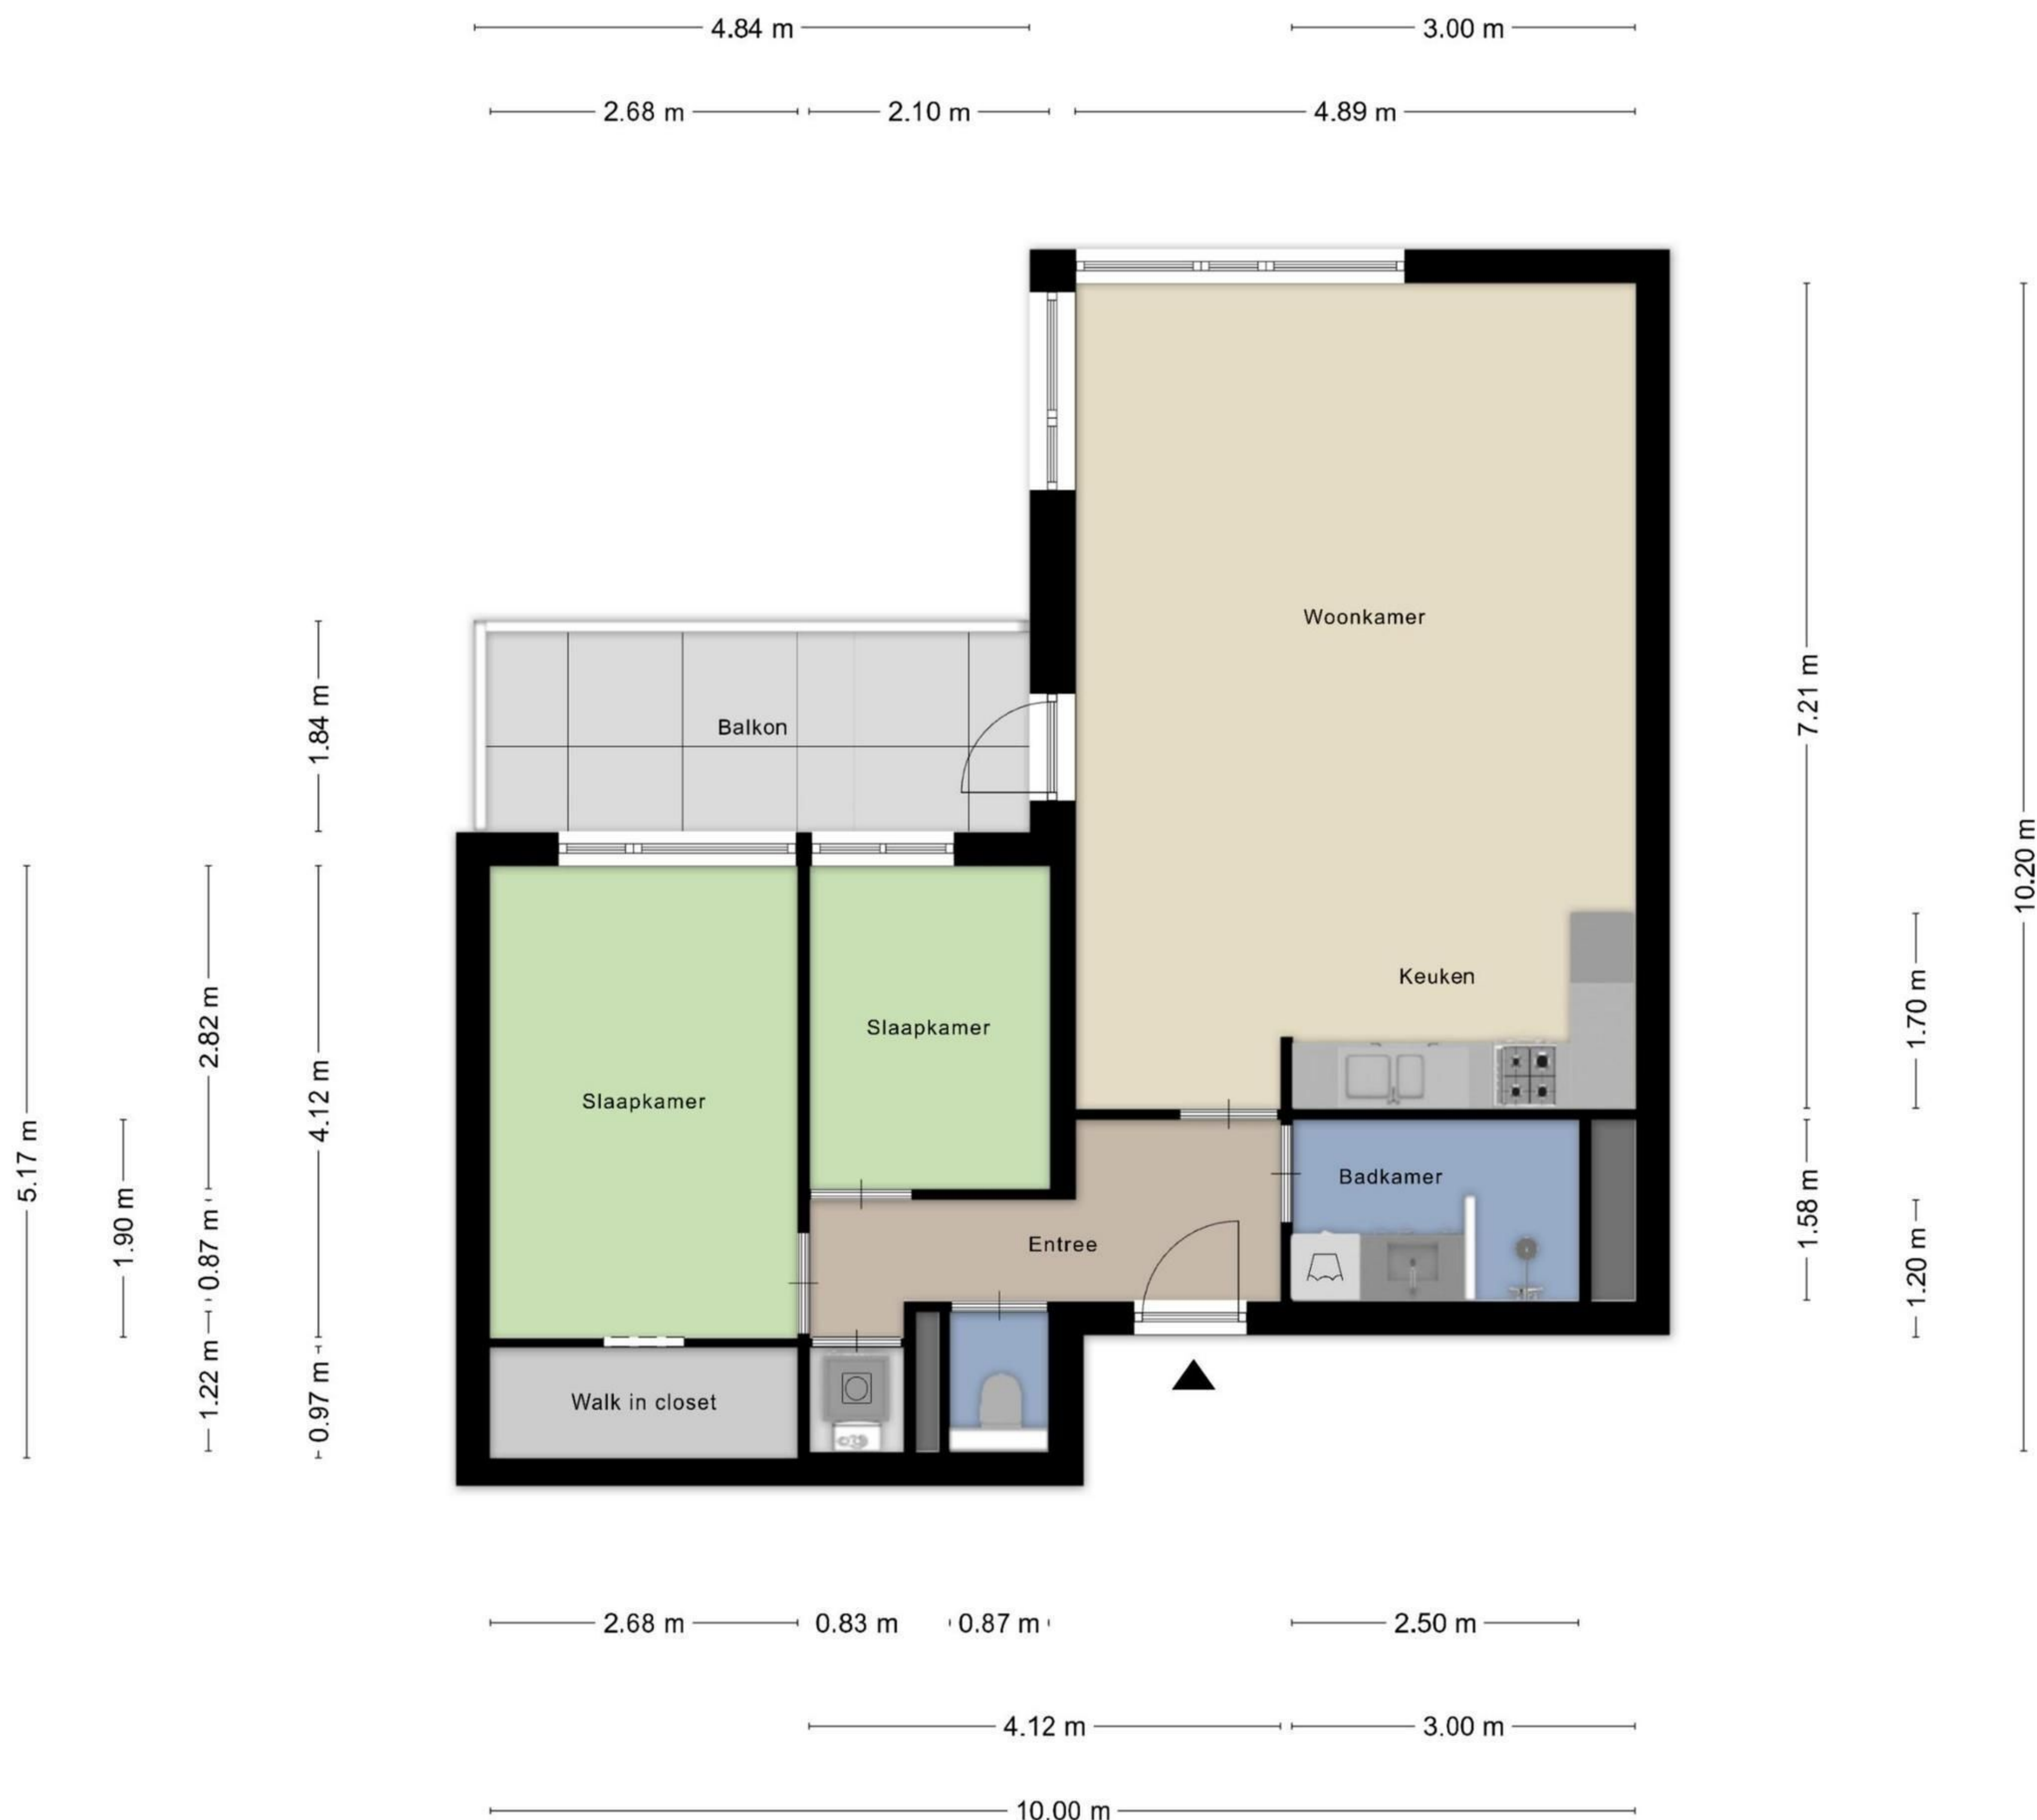 4.84 m
3.00 m
2.68 m
2.10 m
4.89 m
Woonkamer
Balkon
Keuken
Slaapkamer
Slaapkamer
Badkamer
Entree
Walk in closet
5.17 m
1.90 m
2.82 m
0.87 m
1.22 m
1.84 m
4.12 m
0.97 m
7.21 m
1.58 m
1.70 m
1.20 m
10.20 m
2.68 m
0.83 m
0.87 m
2.50 m
4.12 m
3.00 m
10.00 m